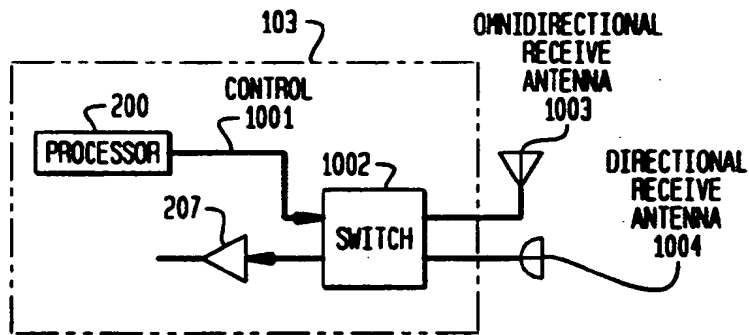 103
OMNIDIRECTIONAL
RECEIVE
ANTENNA
1003
200
PROCESSOR
CONTROL
1001
1002
SWITCH
207
DIRECTIONAL
RECEIVE
ANTENNA
1004